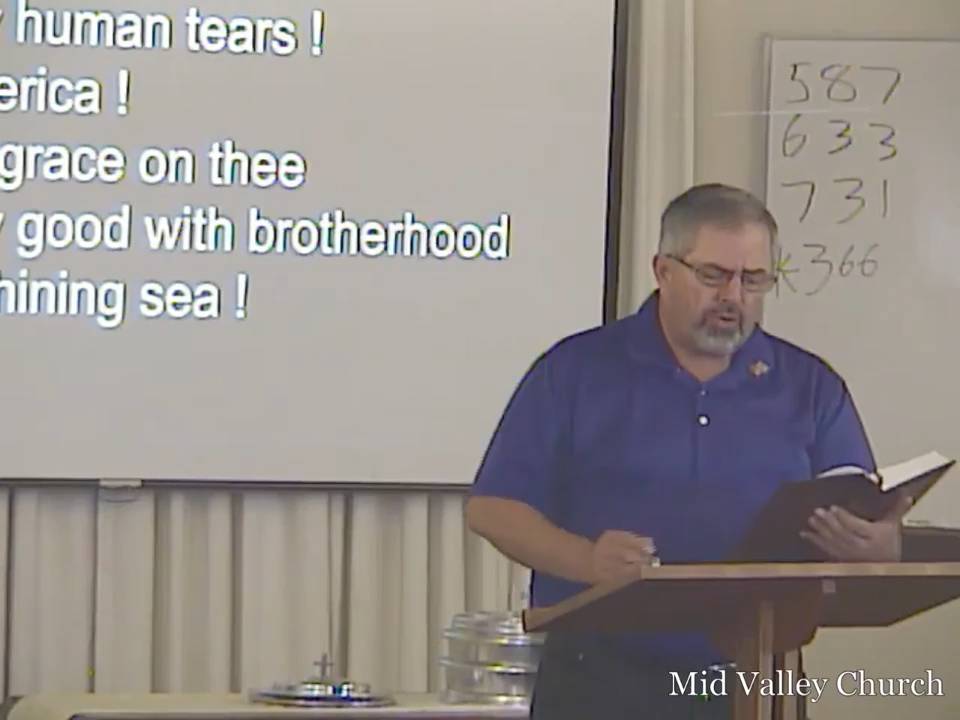 human tears !
erica !
grace on thee
good with brotherhood
hining sea !
587
633
731
*366
Mid Valley Church